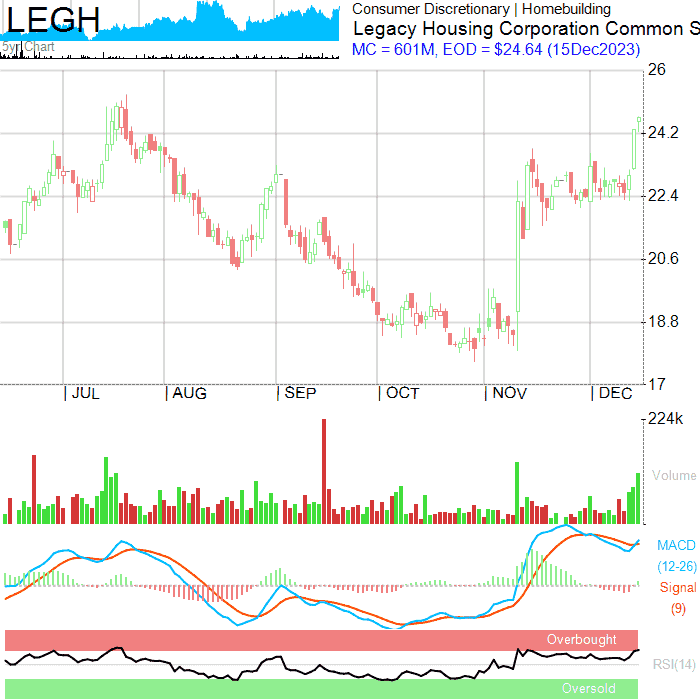 LEGH
5yr Chart
Consumer Discretionary | Homebuilding
Legacy Housing Corporation Common S
MC = 601M, EOD = $24.64 (15Dec2023)
26
24.2
22.4
20.6
18.8
17
| JUL | AUG | SEP | OCT | NOV | DEC
224k
Volume
MACD
(12-26)
Signal
(9)
Overbought
RSI(14)
Oversold